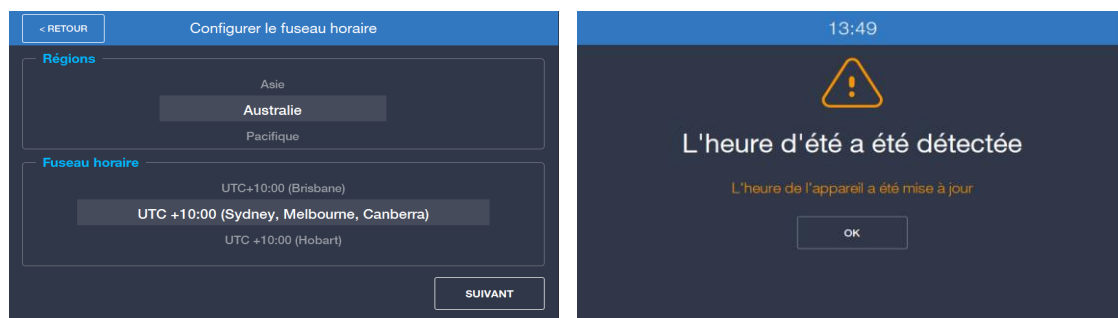 < RETOUR
Configurer le fuseau horaire
Régions
Asie
Australie
Pacifique
Fuseau horaire
UTC+10:00 (Brisbane)
UTC +10:00 (Sydney, Melbourne, Canberra)
UTC +10:00 (Hobart)
SUIVANT
13:49
L'heure d'été a été détectée
L'heure de l'appareil a été mise à jour
OK